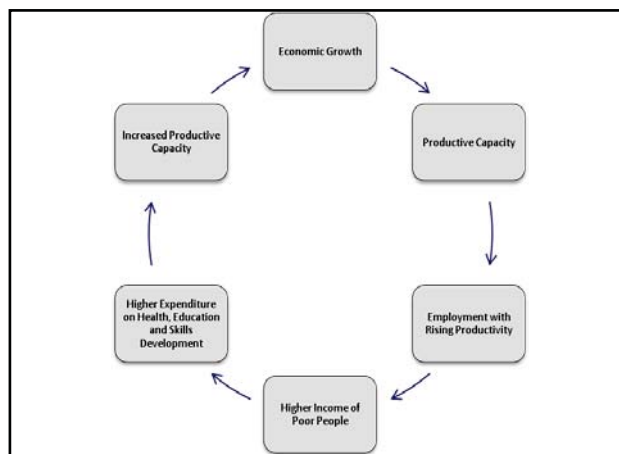 Economic Growth
Productive Capacity
Employment with
Rising Productivity
Higher Income of
Poor People
Higher Expenditure
on Health, Education
and Skills
Development
Increased Productive
Capacity